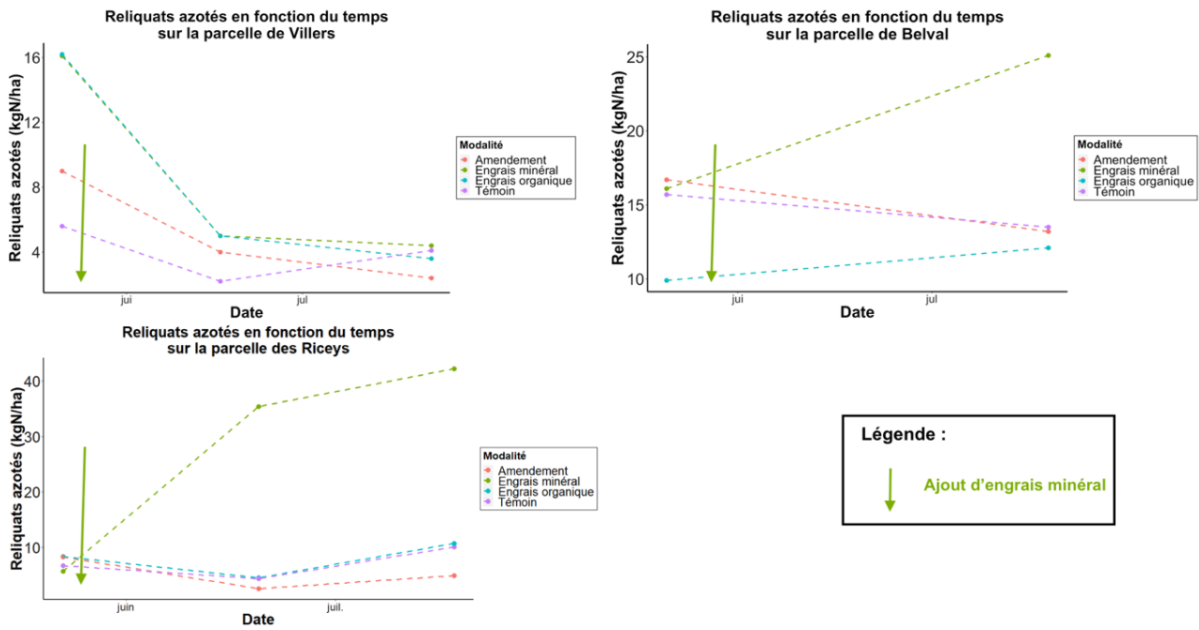 Reliquats azotés en fonction du temps
sur la parcelle de Villers
Reliquats azotés (kgN/ha)
16
12
8
4
jui
jul
Date
Modalité
Amendement
Engrais minéral
Engrais organique
Témoin
Reliquats azotés en fonction du temps
sur la parcelle de Belval
Reliquats azotés (kgN/ha)
25
20
15
10
jui
jul
Date
Modalité
Amendement
Engrais minéral
Engrais organique
Témoin
Reliquats azotés en fonction du temps
sur la parcelle des Riceys
Reliquats azotés (kgN/ha)
40
30
20
10
juin
juil.
Date
Modalité
Amendement
Engrais minéral
Engrais organique
Témoin
Légende :
Ajout d'engrais minéral